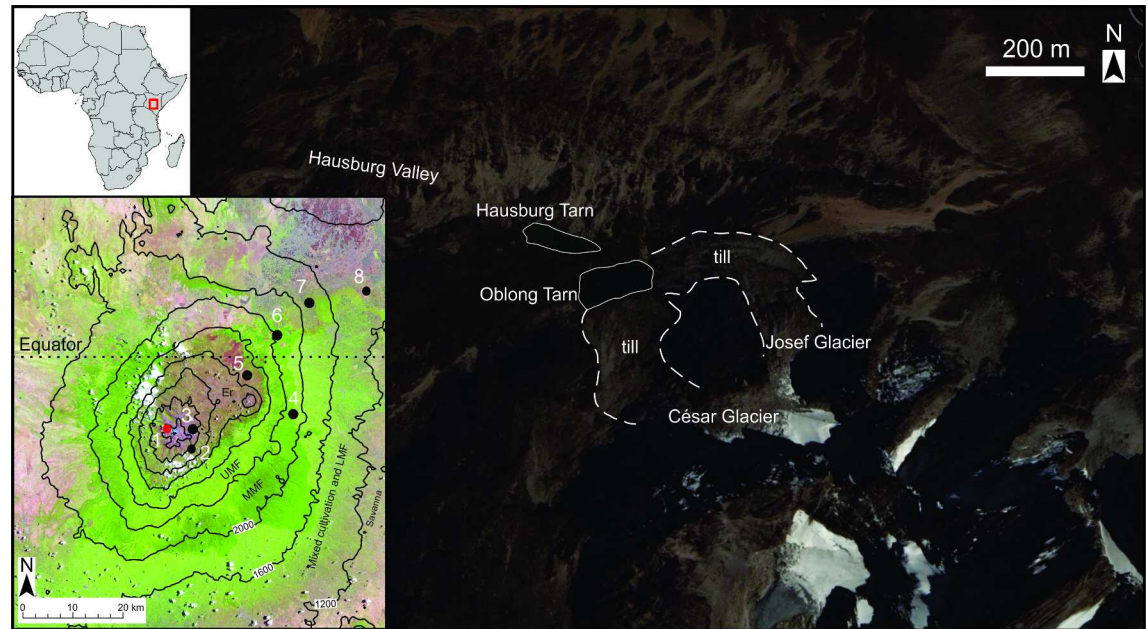 N
200 m
Hausburg Valley
Hausburg Tarn
till
Oblong Tarn
Josef Glacier
till
César Glacier
8
7
6
Equator
5
Er
4
3
1
2
UMF
MMF
2000
Mixed cultivation and LMF
Savanna
1600
1200
N
0 10 20 km